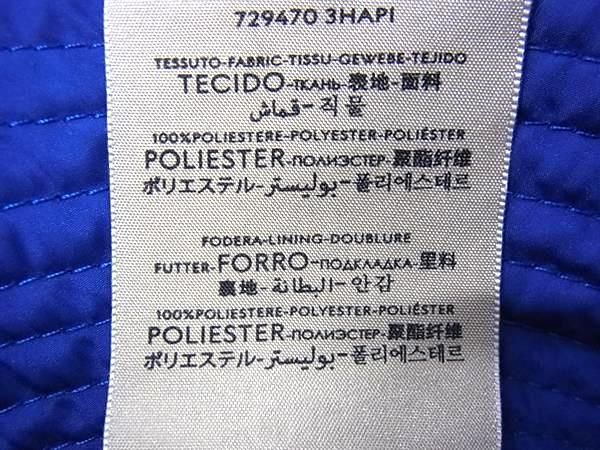 729470 3HAPI
TESSUTO-FABRIC-TISSU-GEWEBE-TEJIDO
TECIDO-ТКАНЬ-表地-面料
قماش-직물
100%POLIESTERE-POLYESTER-POLIÉSTER
POLIESTER-ПОЛИЭСТЕР-聚酯纤维
ポリエステル-بوليستر-폴리에스테르
FODERA-LINING-DOUBLURE
FUTTER-FORRO-ПОДКЛАДКА-里料
裏地-البطانة-안감
100%POLIESTERE-POLYESTER-POLIÉSTER
POLIESTER-ПОЛИЭСТЕР-聚酯纤维
ポリエステル-بوليستر-폴리에스테르